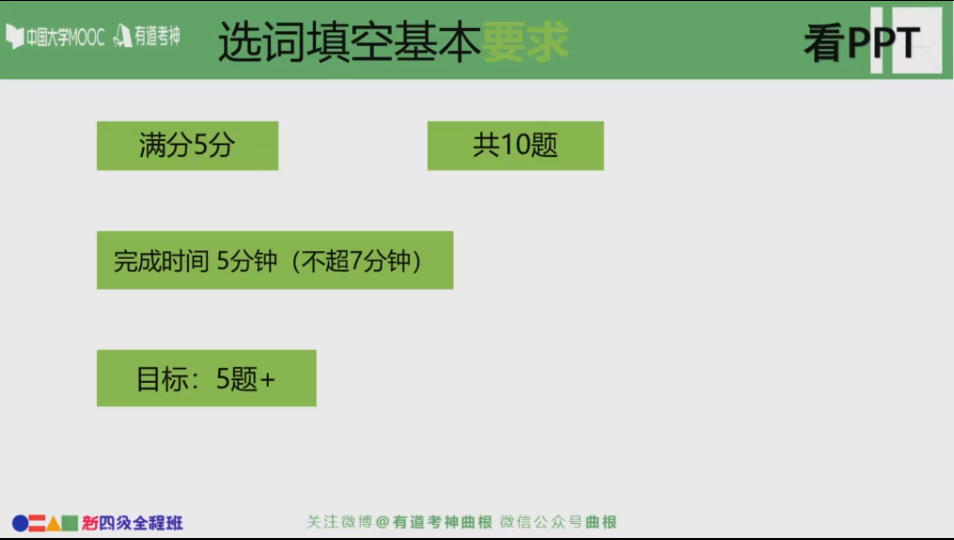 中国大学MOOC 有道考神
选词填空基本要求
看PPT
满分5分
共10题
完成时间 5分钟（不超7分钟）
目标：5题+
新四级全程班
关注微博@有道考神曲根 微信公众号曲根